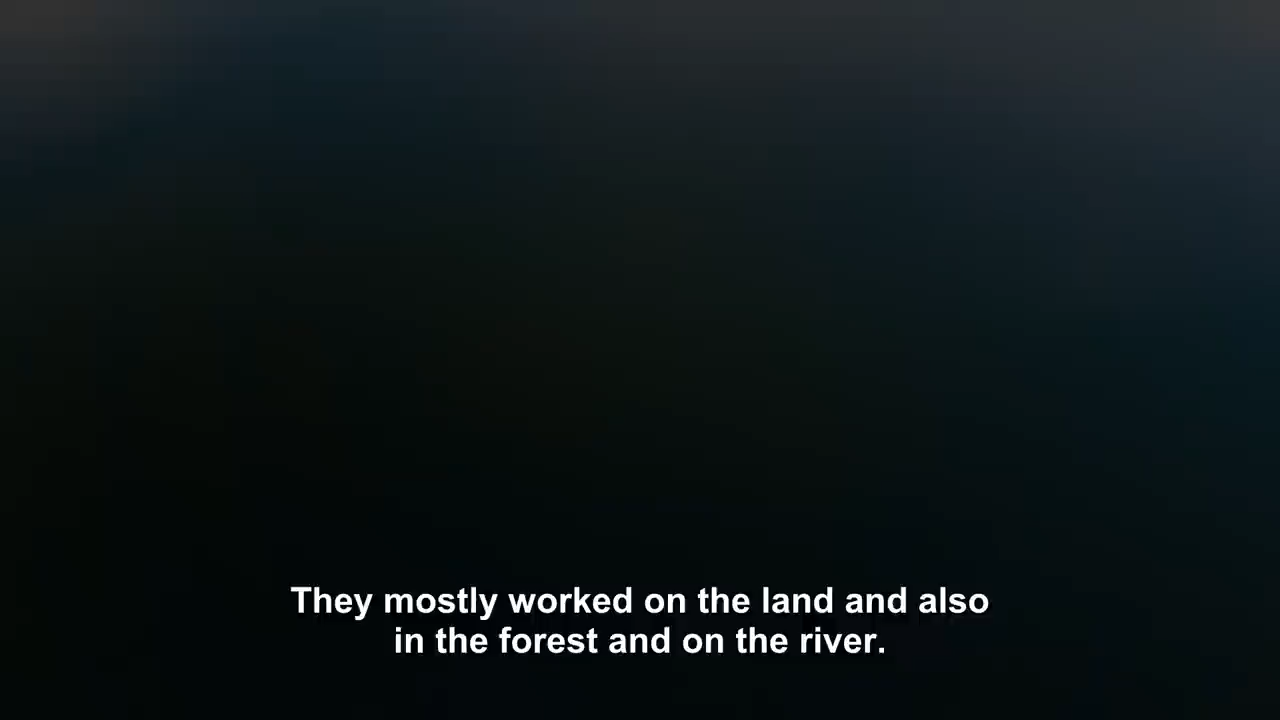 They mostly worked on the land and also
in the forest and on the river.